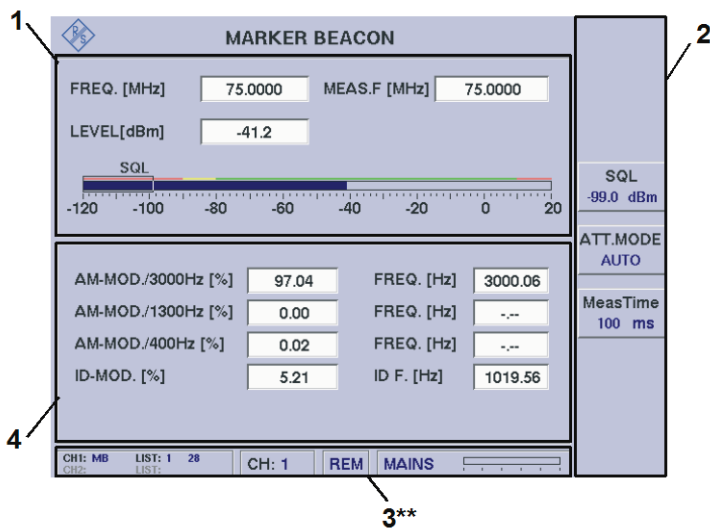 1
2
R S
MARKER BEACON
FREQ. [MHz] 75.0000 MEAS.F [MHz] 75.0000
LEVEL[dBm] -41.2
SQL
-120 -100 -80 -60 -40 -20 0 20
SQL
-99.0 dBm
ATT.MODE
AUTO
MeasTime
100 ms
AM-MOD./3000Hz [%] 97.04 FREQ. [Hz] 3000.06
AM-MOD./1300Hz [%] 0.00 FREQ. [Hz] -.--
AM-MOD./400Hz [%] 0.02 FREQ. [Hz] -.--
ID-MOD. [%] 5.21 ID F. [Hz] 1019.56
4
CH1: MB LIST: 1 28
CH2: LIST:
CH: 1 REM MAINS
3**